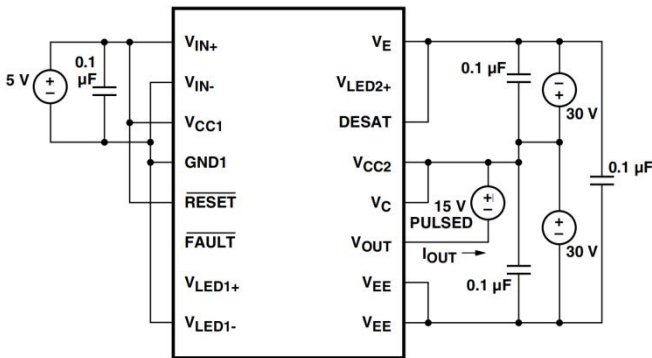 V_IN+
V_IN-
V_CC1
GND1
RESET
FAULT
V_LED1+
V_LED1-
V_E
V_LED2+
DESAT
V_CC2
V_C
V_OUT
V_EE
V_EE
5 V
+
−
0.1
µF
0.1 µF
−
+
30 V
0.1 µF
15 V
PULSED
+
−
I_OUT
+
−
30 V
0.1 µF